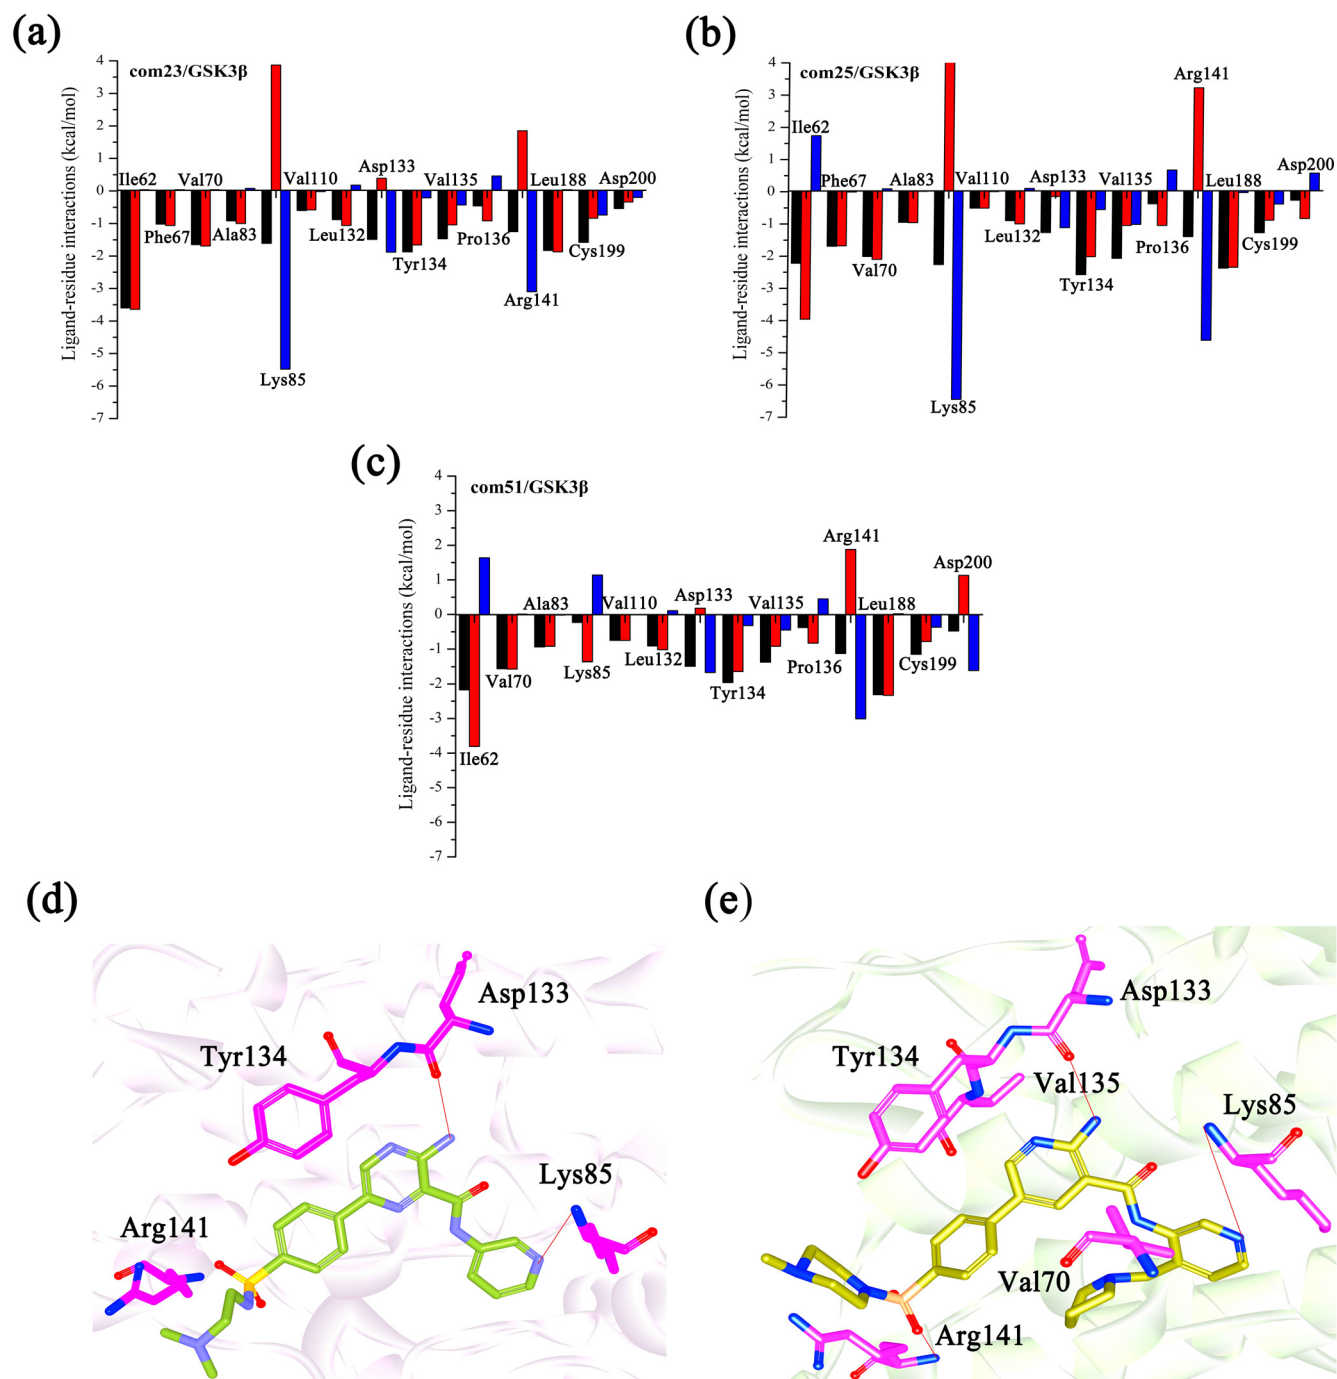 (a)
com23/GSK3β
Ligand-residue interactions (kcal/mol)
4
3
2
1
0
-1
-2
-3
-4
-5
-6
-7
Ile62
Phe67
Val70
Ala83
Lys85
Val110
Leu132
Asp133
Tyr134
Val135
Pro136
Arg141
Leu188
Cys199
Asp200
(b)
com25/GSK3β
Ligand-residue interactions (kcal/mol)
4
3
2
1
0
-1
-2
-3
-4
-5
-6
-7
Ile62
Phe67
Val70
Ala83
Lys85
Val110
Leu132
Asp133
Tyr134
Val135
Pro136
Arg141
Leu188
Cys199
Asp200
(c)
com51/GSK3β
Ligand-residue interactions (kcal/mol)
4
3
2
1
0
-1
-2
-3
-4
-5
-6
-7
Ile62
Val70
Ala83
Lys85
Val110
Leu132
Asp133
Tyr134
Val135
Pro136
Arg141
Leu188
Cys199
Asp200
(d)
Asp133
Tyr134
Lys85
Arg141
(e)
Asp133
Tyr134
Val135
Lys85
Val70
Arg141